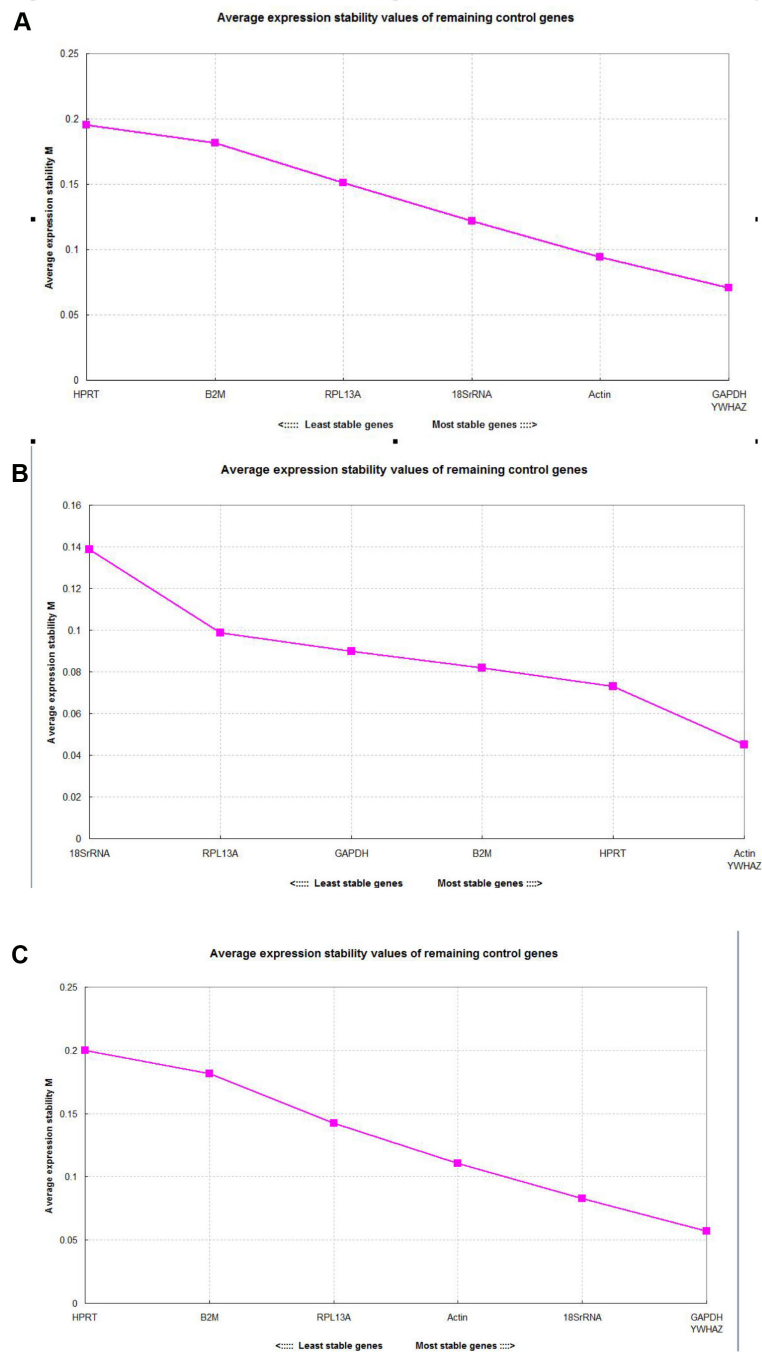 A
Average expression stability values of remaining control genes
0.25
0.2
0.15
0.1
0.05
0
Average expression stability M
HPRT B2M RPL13A 18SrRNA Actin GAPDH
YWHAZ
<::::: Least stable genes Most stable genes ::::>
B
Average expression stability values of remaining control genes
0.16
0.14
0.12
0.1
0.08
0.06
0.04
0.02
0
Average expression stability M
18SrRNA RPL13A GAPDH B2M HPRT Actin
YWHAZ
<::::: Least stable genes Most stable genes ::::>
C
Average expression stability values of remaining control genes
0.25
0.2
0.15
0.1
0.05
0
Average expression stability M
HPRT B2M RPL13A Actin 18SrRNA GAPDH
YWHAZ
<::::: Least stable genes Most stable genes ::::>